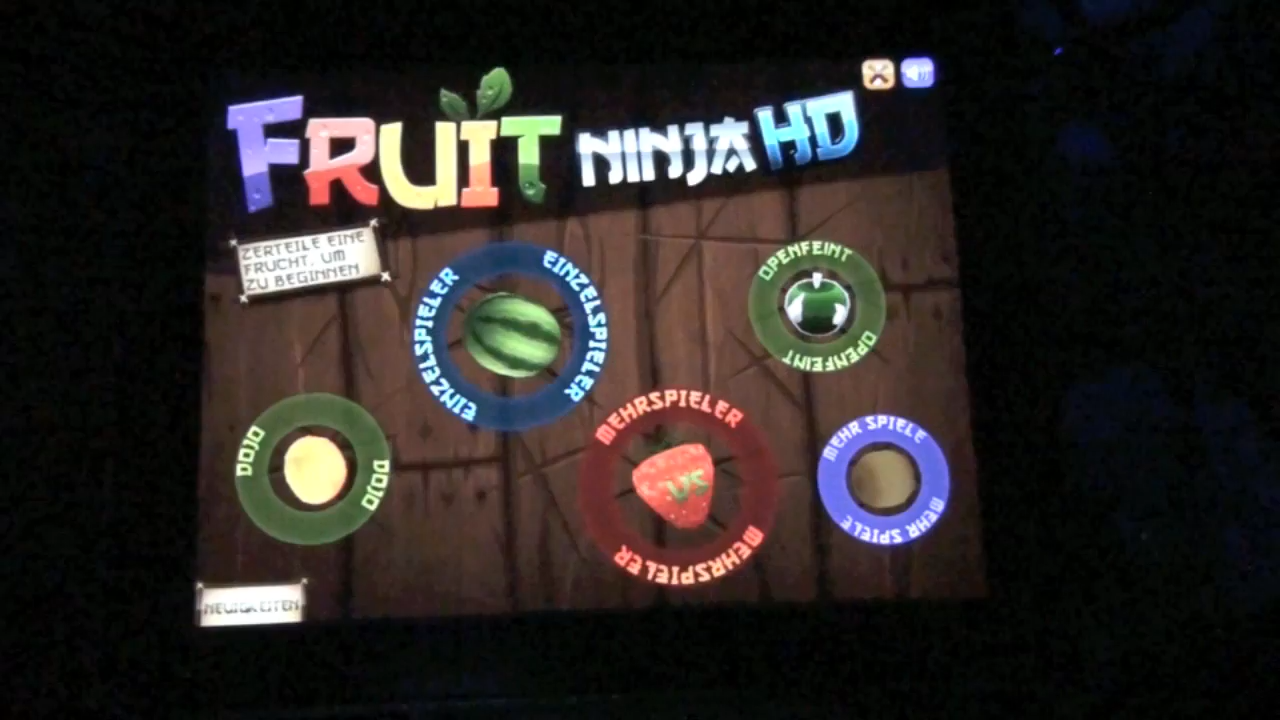 FRUIT NINJA HD
ZERTEILE EINE
FRUCHT, UM
ZU BEGINNEN
EINZELSPIELER
EINZELSPIELER
OPENFEINT
OPENFEINT
DOJO
DOJO
MEHRSPIELER
VS
MEHRSPIELER
MEHR SPIELE
MEHR SPIELE
NEUIGKEITEN